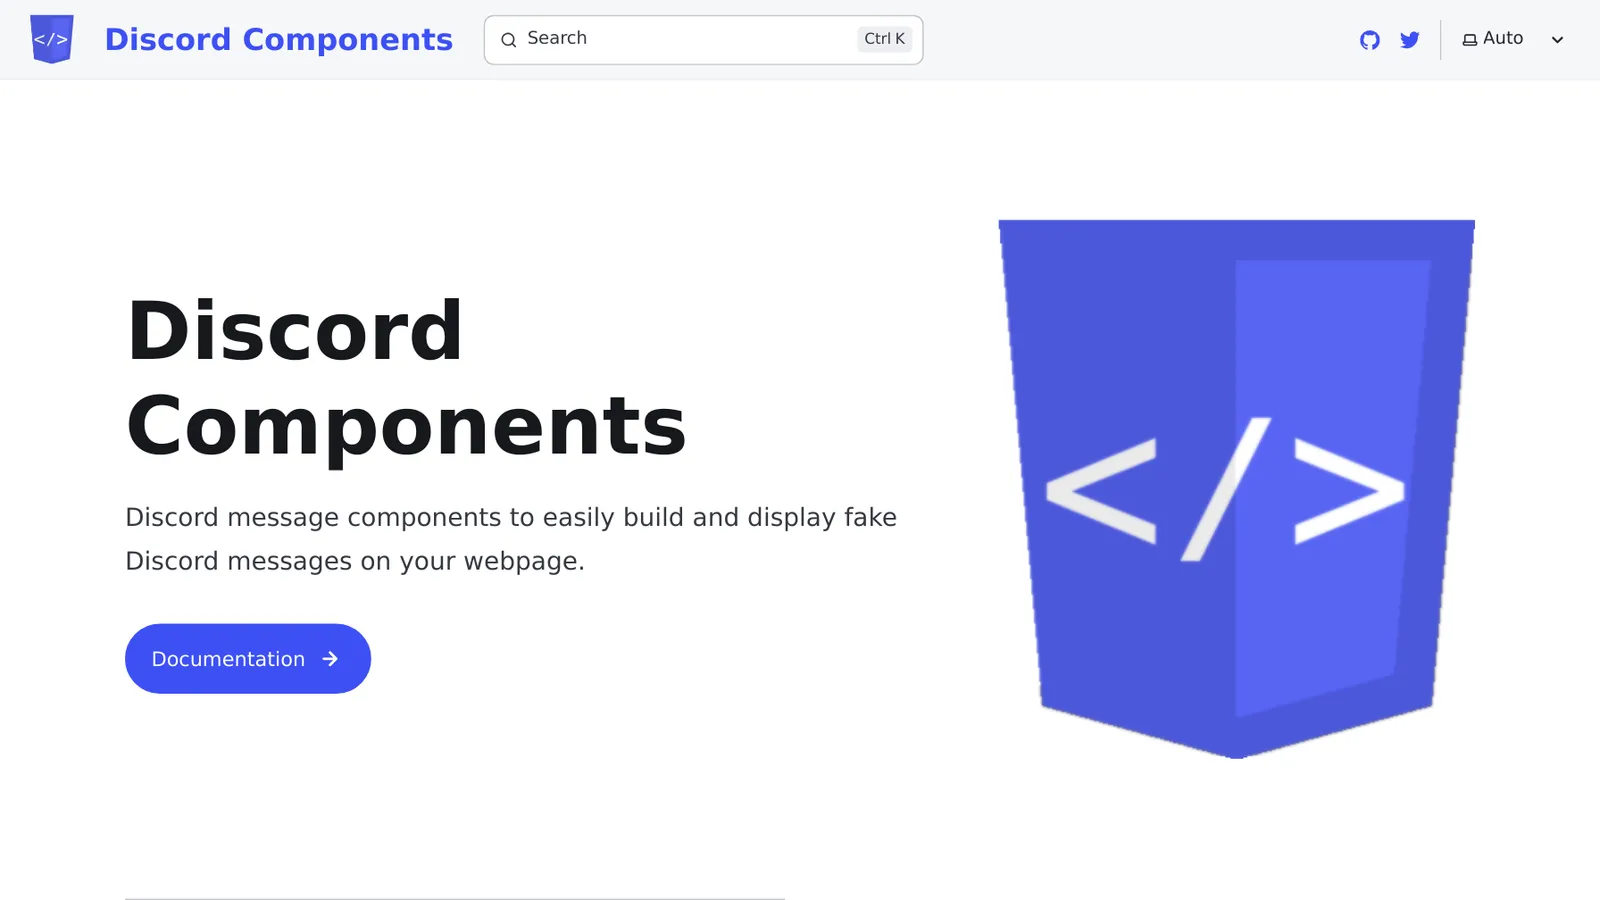 </>
Discord Components
Search
Ctrl K
Auto
Discord
Components
Discord message components to easily build and display fake
Discord messages on your webpage.
Documentation
</>